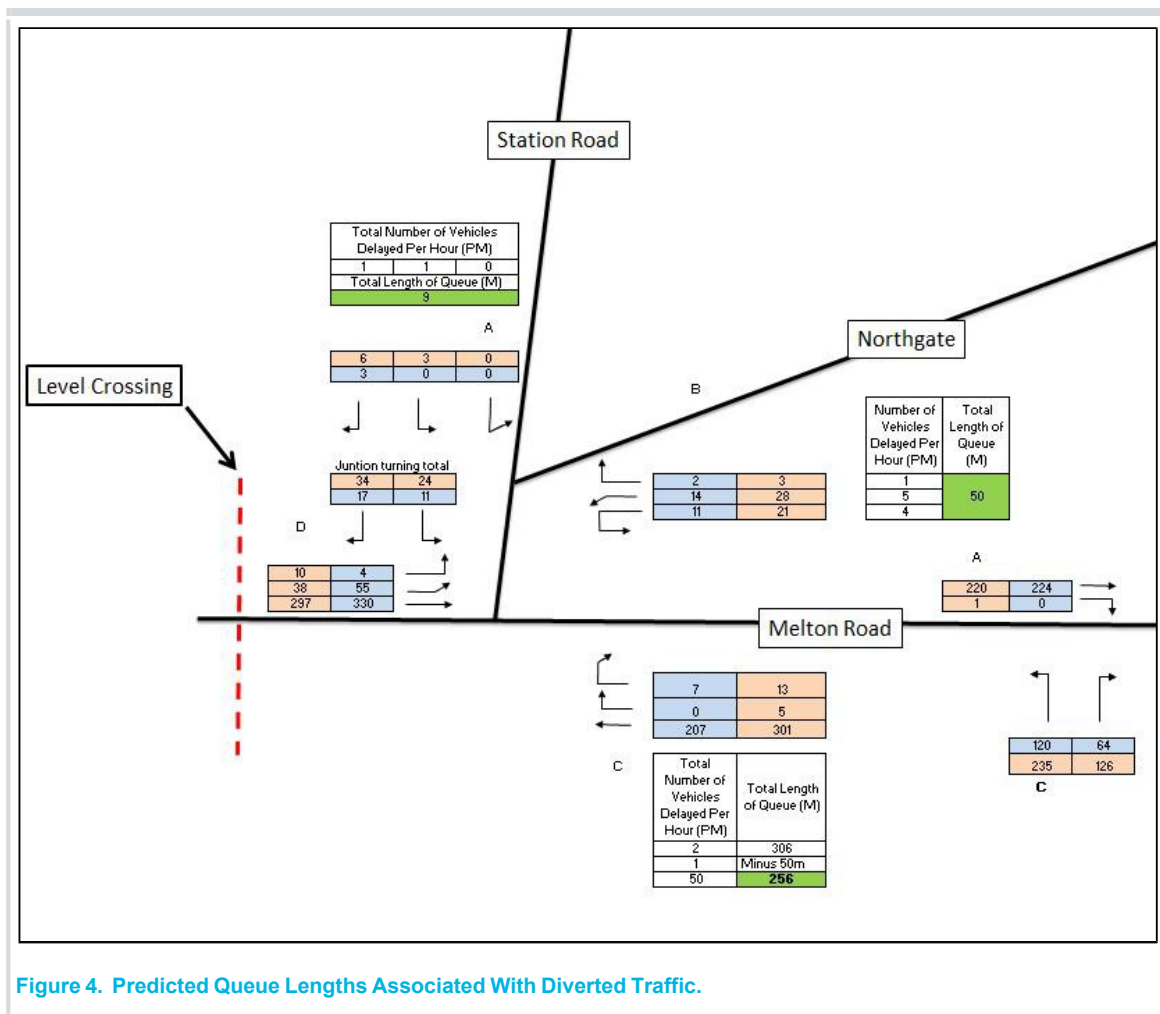 Station Road
Total Number of Vehicles
Delayed Per Hour (PM)
1 1 0
Total Length of Queue (M)
9
A
6 3 0
3 0 0
Northgate
Level Crossing
B
Number of
Vehicles
Delayed Per
Hour (PM)
Total
Length of
Queue
(M)
1
5
4
50
Juntion turning total
34 24
17 11
2 3
14 28
11 21
D
10 4
38 55
297 330
A
220 224
1 0
Melton Road
7 13
0 5
207 301
120 64
235 126
C
C
Total
Number of
Vehicles
Delayed Per
Hour (PM)
Total Length
of Queue (M)
2 306
1 Minus 50m
50 256
Figure 4. Predicted Queue Lengths Associated With Diverted Traffic.